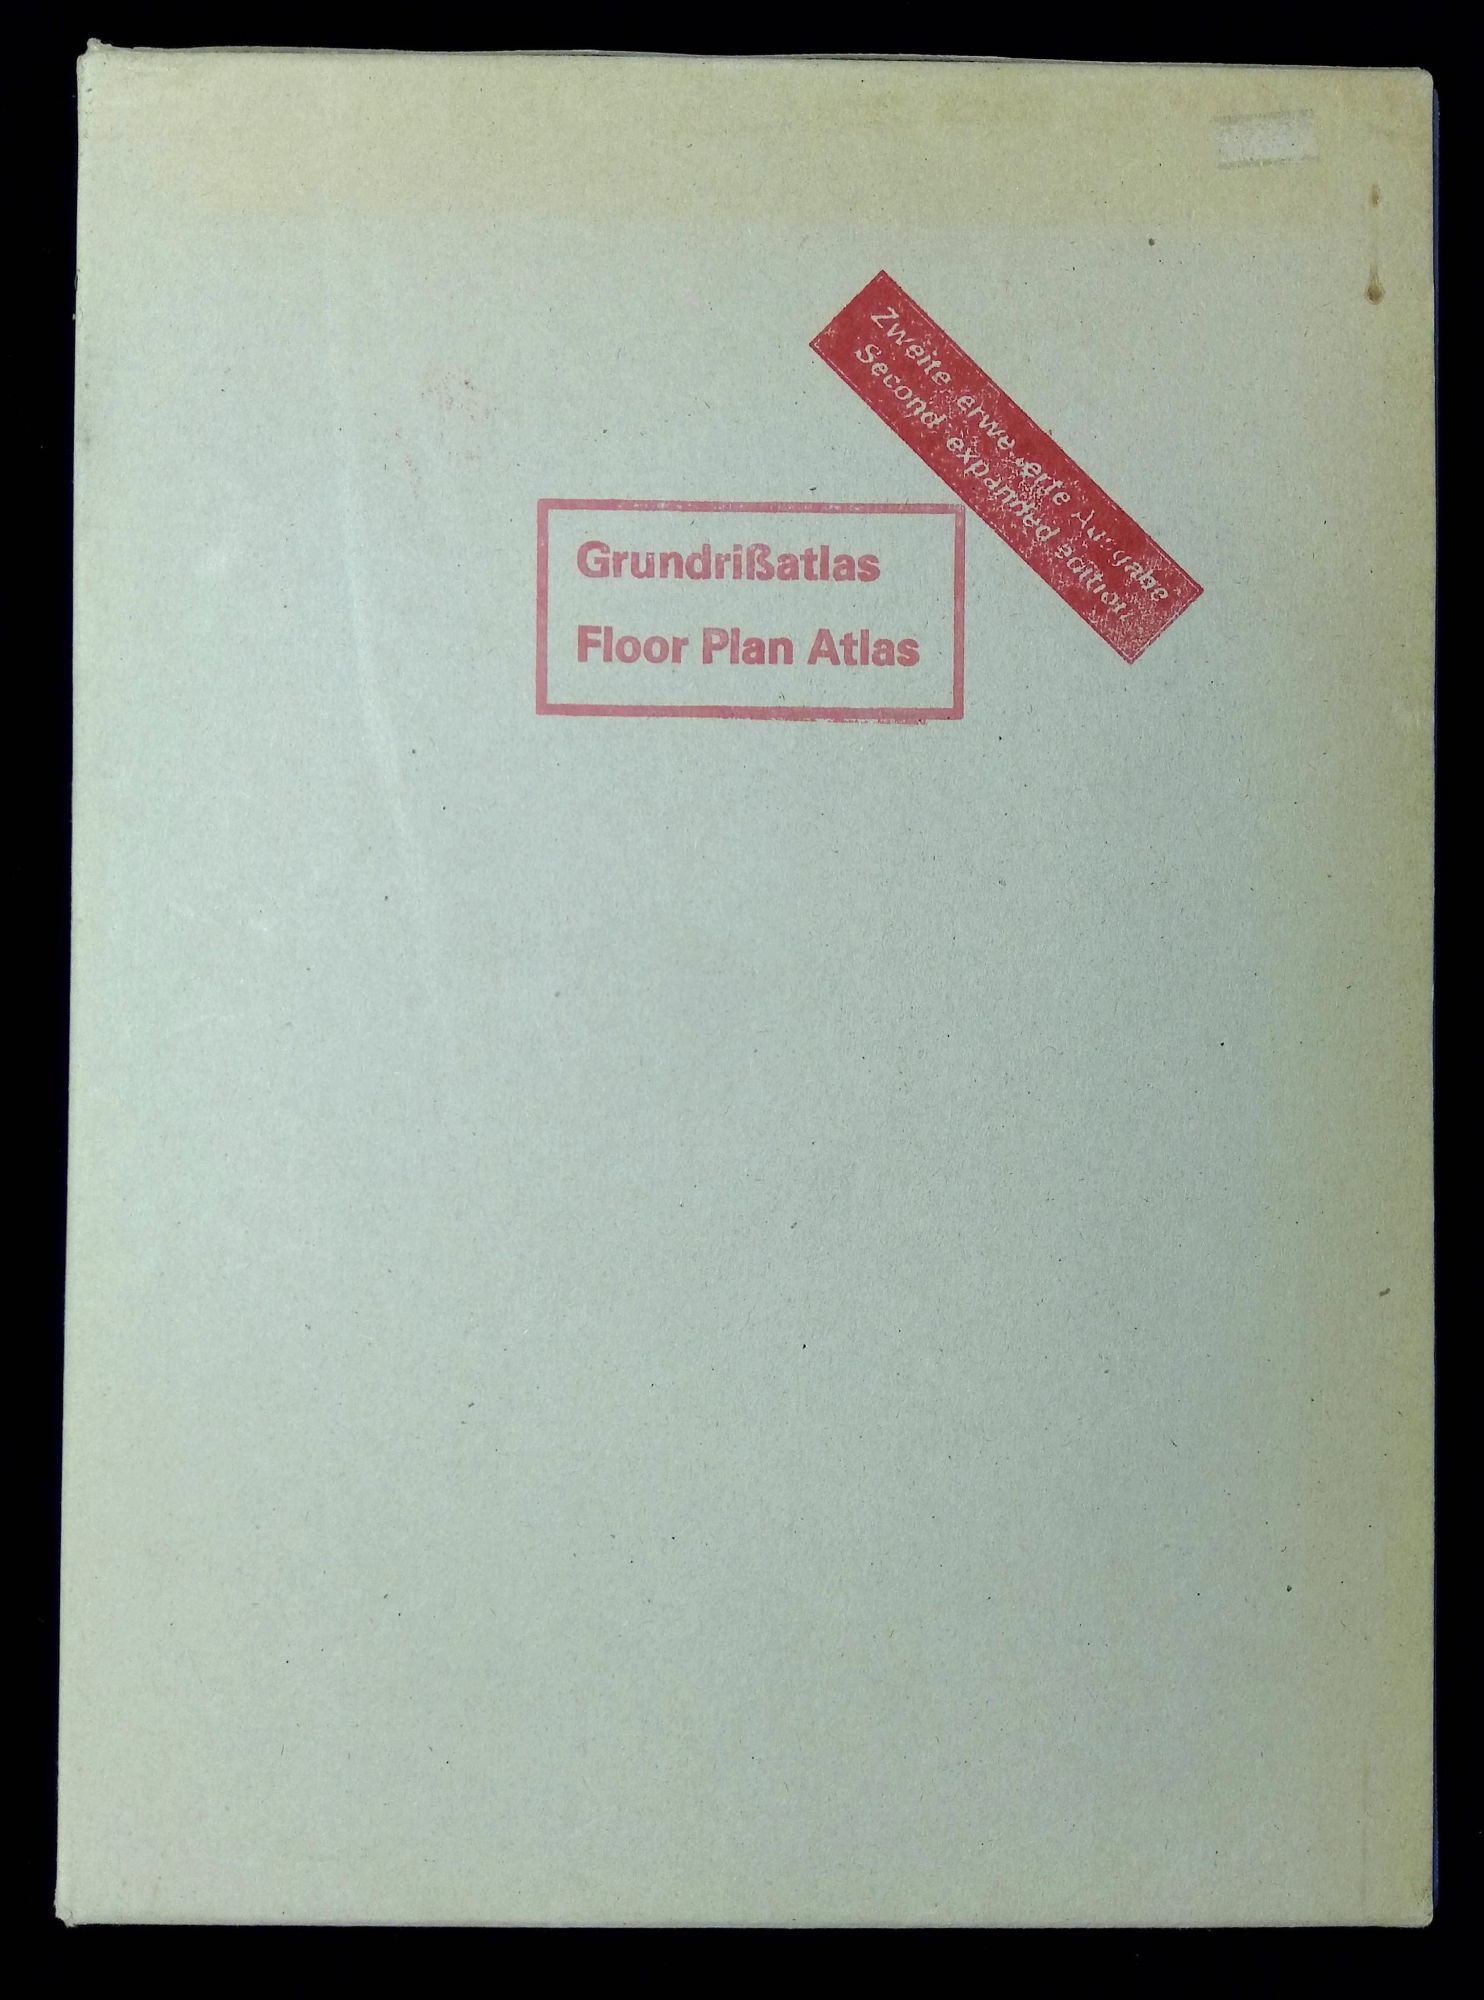 Zweite, erweiterte Ausgabe
Second expanded edition
Grundrißatlas
Floor Plan Atlas